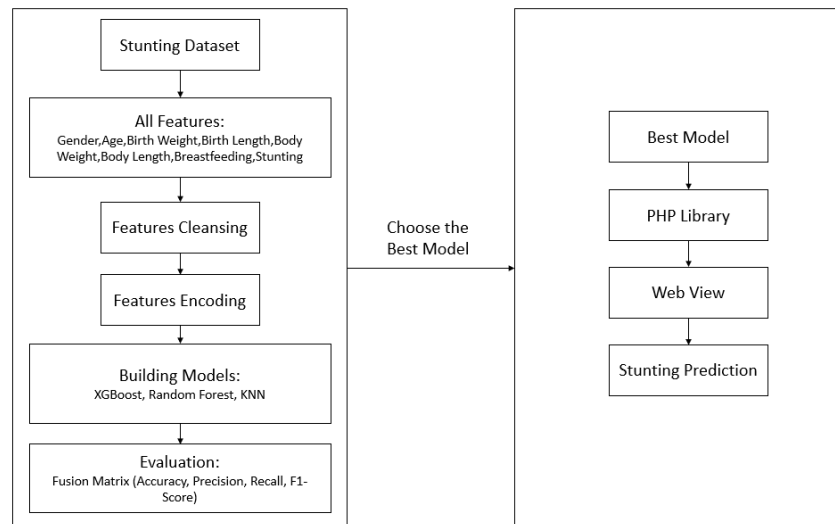 Stunting Dataset
All Features:
Gender,Age,Birth Weight,Birth Length,Body
Weight,Body Length,Breastfeeding,Stunting
Features Cleansing
Features Encoding
Building Models:
XGBoost, Random Forest, KNN
Evaluation:
Fusion Matrix (Accuracy, Precision, Recall, F1-
Score)
Choose the
Best Model
Best Model
PHP Library
Web View
Stunting Prediction